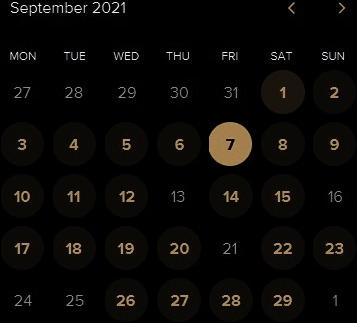 September 2021
MON TUE WED THU FRI SAT SUN
27 28 29 30 31 1 2
3 4 5 6 7 8 9
10 11 12 13 14 15 16
17 18 19 20 21 22 23
24 25 26 27 28 29 1